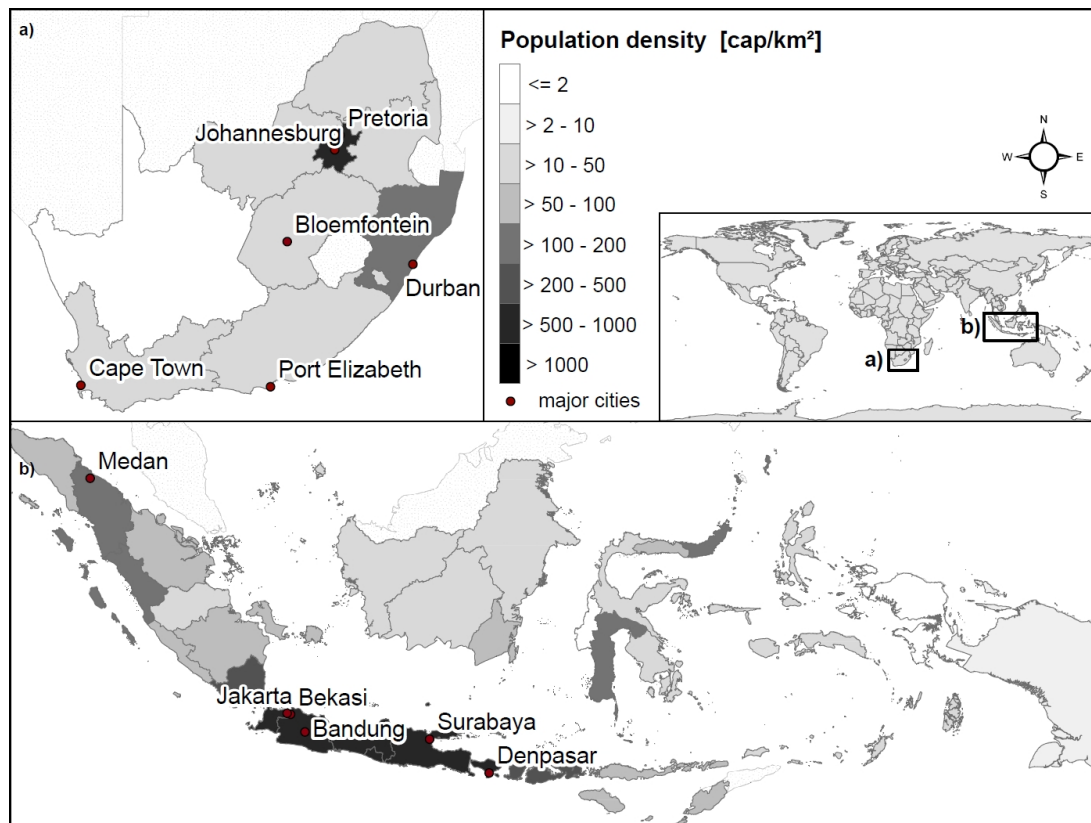 a)
Pretoria
Johannesburg
Bloemfontein
Durban
Cape Town
Port Elizabeth
Population density [cap/km²]
<= 2
> 2 - 10
> 10 - 50
> 50 - 100
> 100 - 200
> 200 - 500
> 500 - 1000
> 1000
major cities
N
W E
S
b)
a)
b)
Medan
Jakarta Bekasi
Bandung
Surabaya
Denpasar